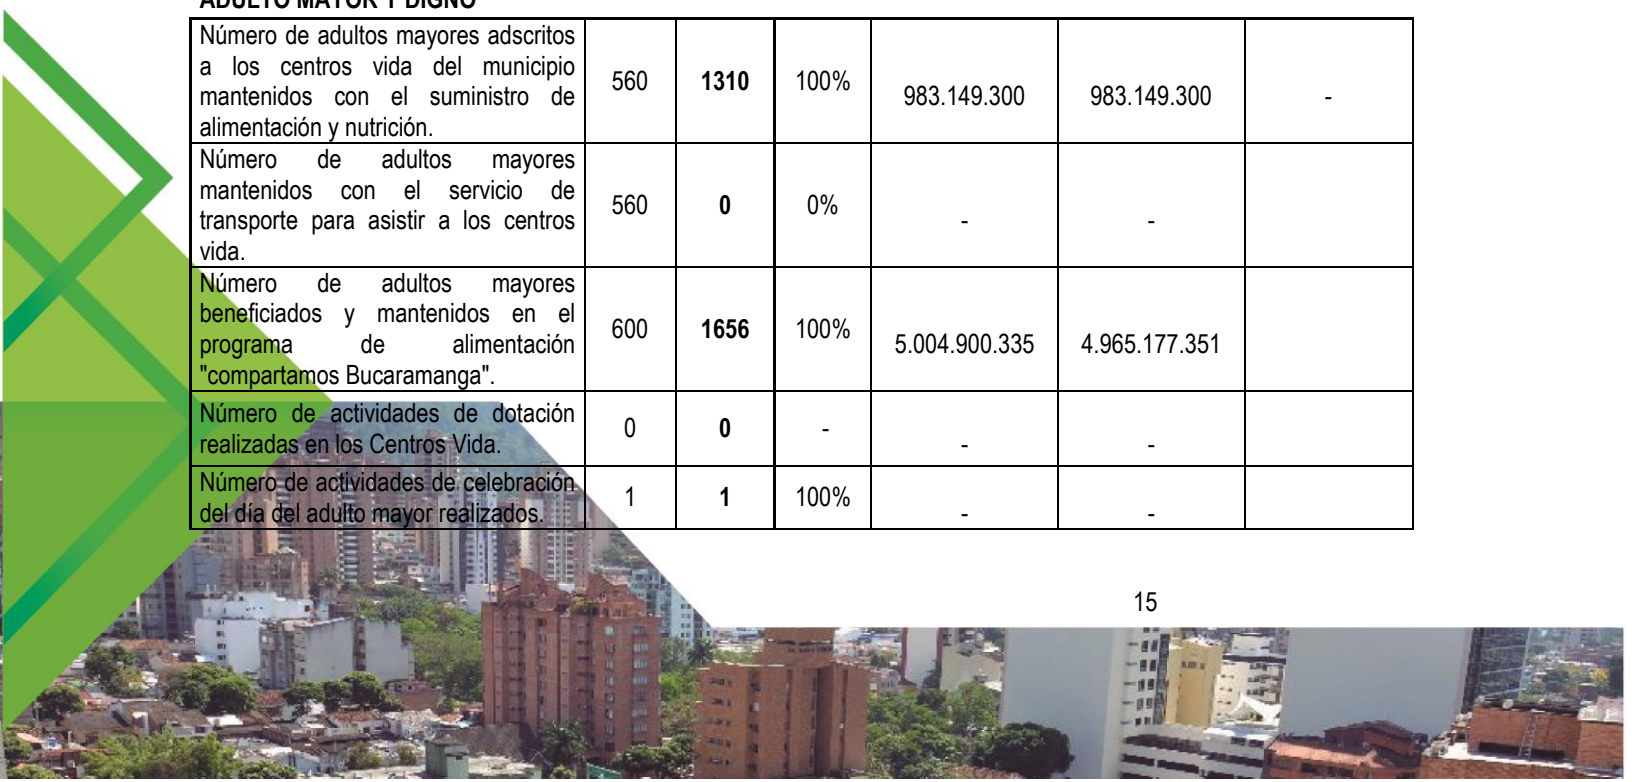 ADULTO MAYOR Y DIGNO
Número de adultos mayores adscritos
a los centros vida del municipio
mantenidos con el suministro de
alimentación y nutrición.
560
1310
100%
983.149.300
983.149.300
-
Número de adultos mayores
mantenidos con el servicio de
transporte para asistir a los centros
vida.
560
0
0%
-
-
Número de adultos mayores
beneficiados y mantenidos en el
programa de alimentación
"compartamos Bucaramanga".
600
1656
100%
5.004.900.335
4.965.177.351
Número de actividades de dotación
realizadas en los Centros Vida.
0
0
-
-
-
Número de actividades de celebración
del día del adulto mayor realizados.
1
1
100%
-
-
15